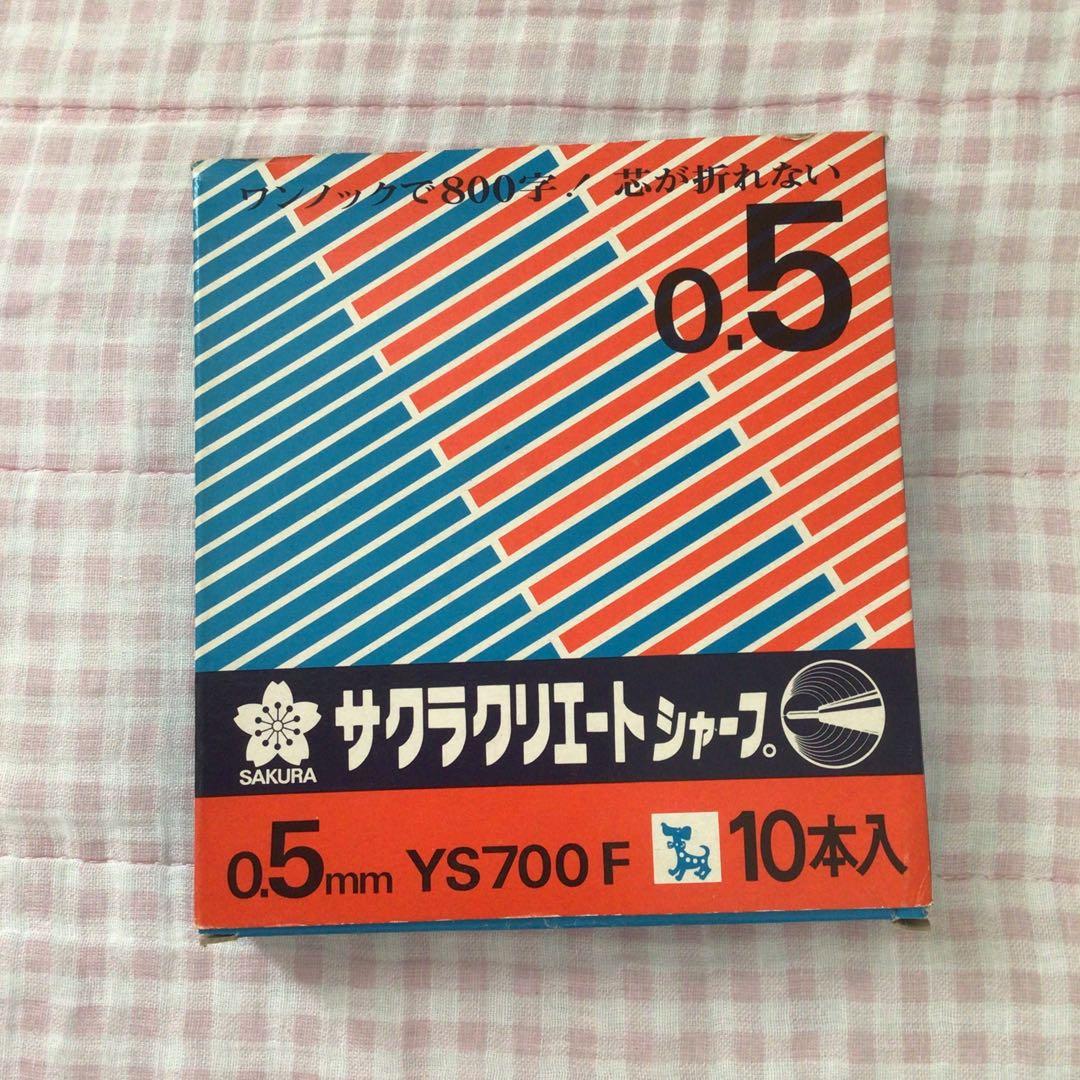 ワンノックで800字! 芯が折れない
0.5
サクラクリエートシャープ。
SAKURA
0.5mm YS700F 10本入